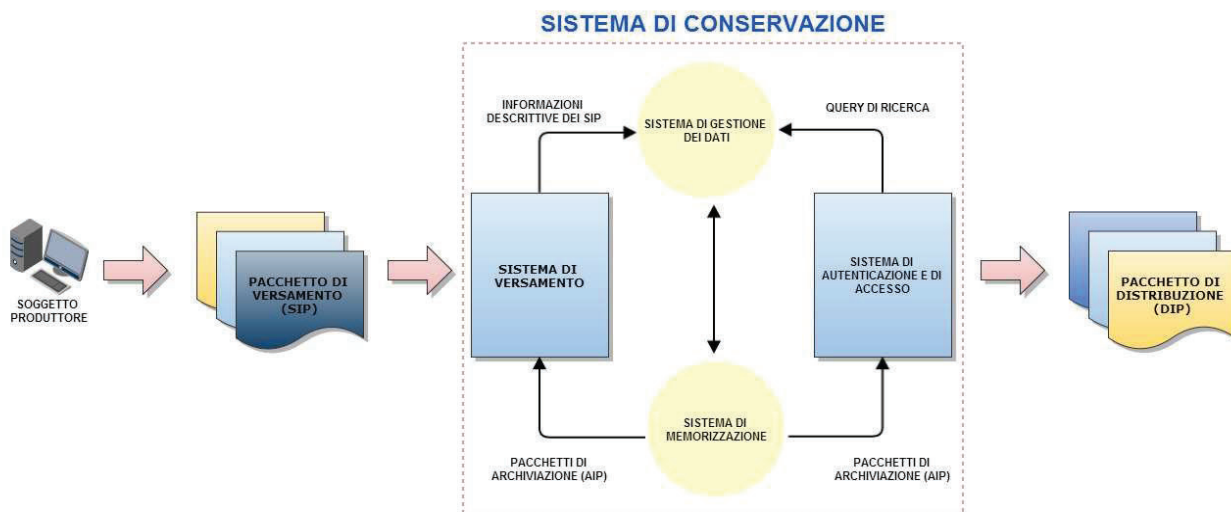 SISTEMA DI CONSERVAZIONE
INFORMAZIONI
DESCRITTIVE DEI SIP
SISTEMA DI GESTIONE
DEI DATI
QUERY DI RICERCA
SOGGETTO
PRODUTTORE
PACCHETTO DI
VERSAMENTO
(SIP)
SISTEMA DI
VERSAMENTO
SISTEMA DI
AUTENTICAZIONE E DI
ACCESSO
PACCHETTO DI
DISTRIBUZIONE
(DIP)
SISTEMA DI
MEMORIZZAZIONE
PACCHETTI DI
ARCHIVIAZIONE (AIP)
PACCHETTI DI
ARCHIVIAZIONE (AIP)